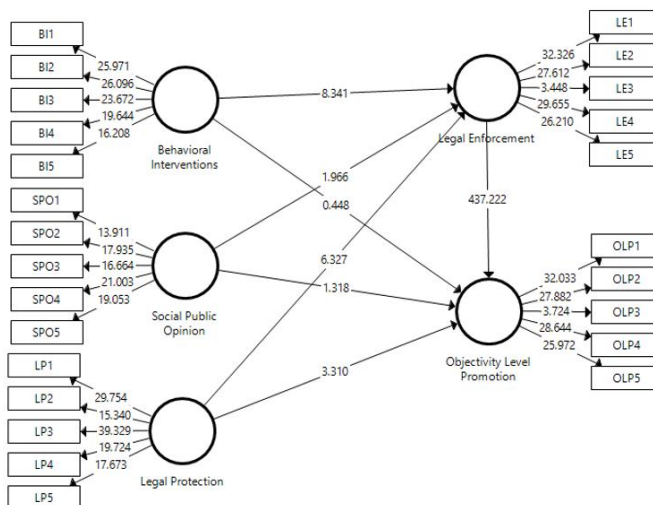 BI1
BI2
BI3
BI4
BI5
25.971
26.096
23.672
19.644
16.208
Behavioral
Interventions
SPO1
SPO2
SPO3
SPO4
SPO5
13.911
17.935
16.664
21.003
19.053
Social Public
Opinion
LP1
LP2
LP3
LP4
LP5
29.754
15.340
39.329
19.724
17.673
Legal Protection
8.341
1.966
0.448
6.327
1.318
3.310
437.222
Legal Enforcement
32.326
27.612
3.448
29.655
26.210
LE1
LE2
LE3
LE4
LE5
Objectivity Level
Promotion
32.033
27.882
3.724
28.644
25.972
OLP1
OLP2
OLP3
OLP4
OLP5